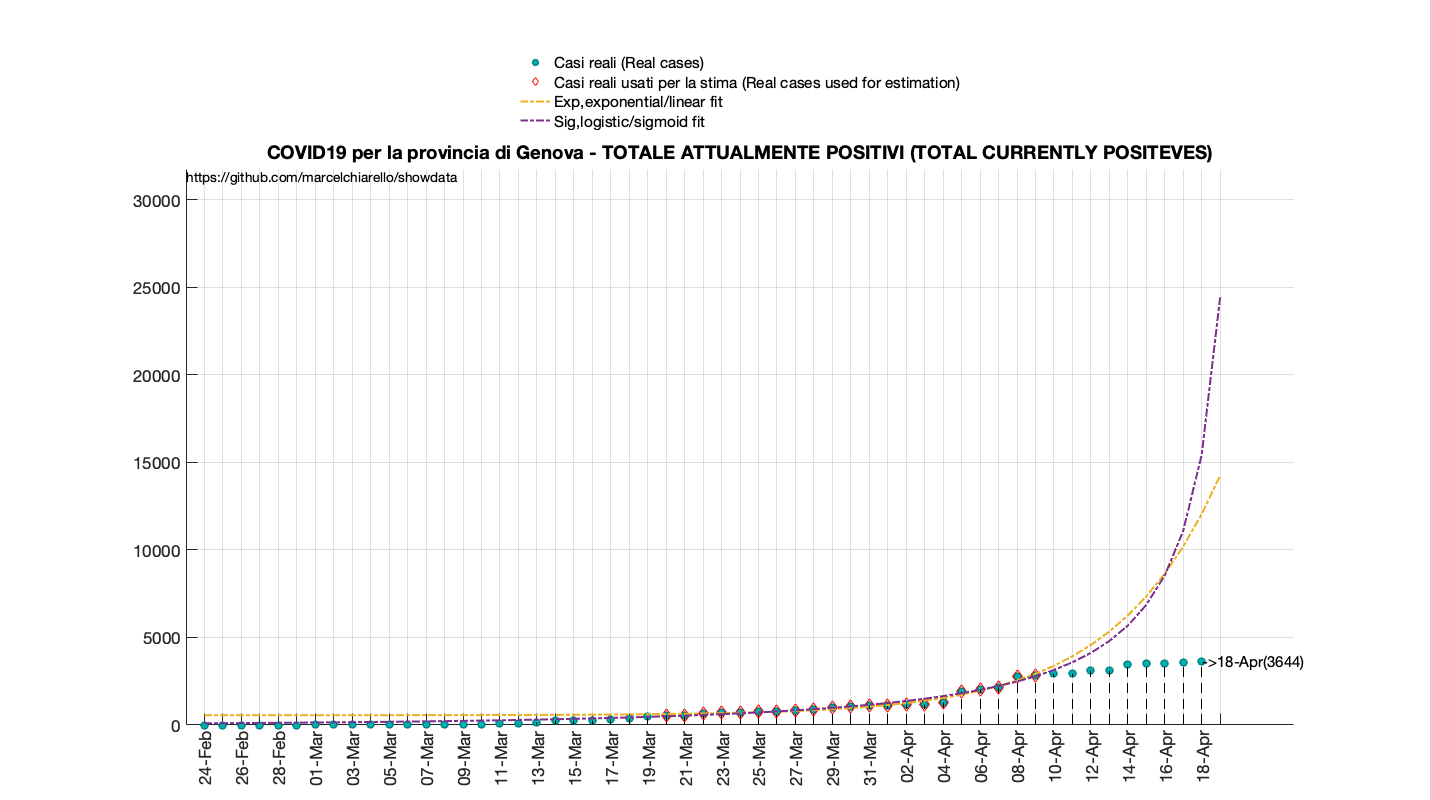 Casi reali (Real cases)
Casi reali usati per la stima (Real cases used for estimation)
Exp,exponential/linear fit
Sig,logistic/sigmoid fit
COVID19 per la provincia di Genova - TOTALE ATTUALMENTE POSITIVI (TOTAL CURRENTLY POSITEVES)
https://github.com/marcelchiarello/showdata
30000
25000
20000
15000
10000
5000
0
->18-Apr(3644)
24-Feb
26-Feb
28-Feb
01-Mar
03-Mar
05-Mar
07-Mar
09-Mar
11-Mar
13-Mar
15-Mar
17-Mar
19-Mar
21-Mar
23-Mar
25-Mar
27-Mar
29-Mar
31-Mar
02-Apr
04-Apr
06-Apr
08-Apr
10-Apr
12-Apr
14-Apr
16-Apr
18-Apr